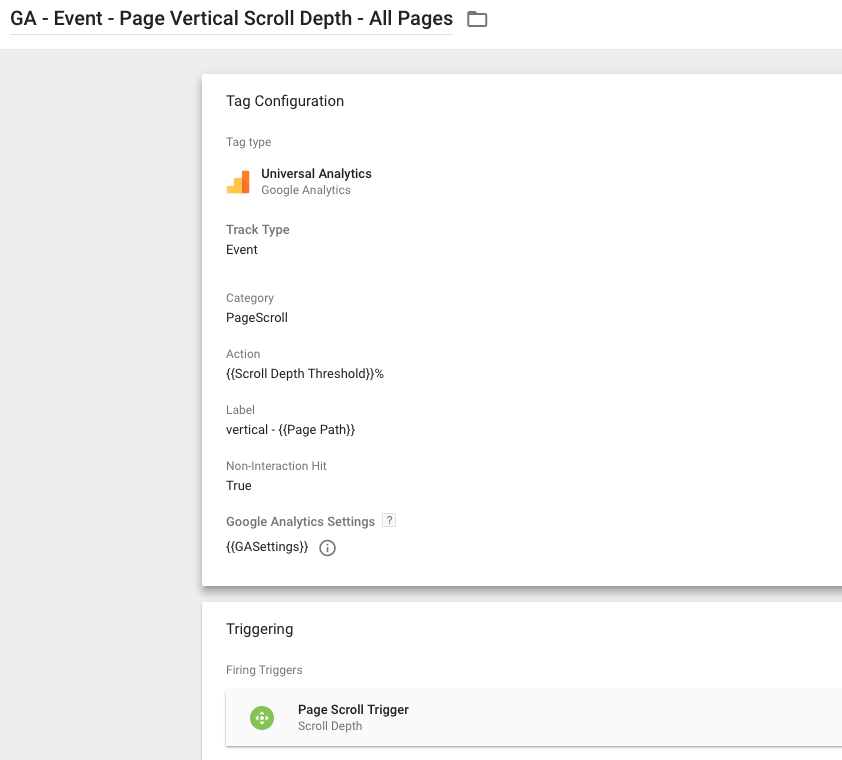 GA - Event - Page Vertical Scroll Depth - All Pages
Tag Configuration
Tag type
Universal Analytics
Google Analytics
Track Type
Event
Category
PageScroll
Action
{{Scroll Depth Threshold}}%
Label
vertical - {{Page Path}}
Non-Interaction Hit
True
Google Analytics Settings ?
{{GASettings}}
Triggering
Firing Triggers
Page Scroll Trigger
Scroll Depth